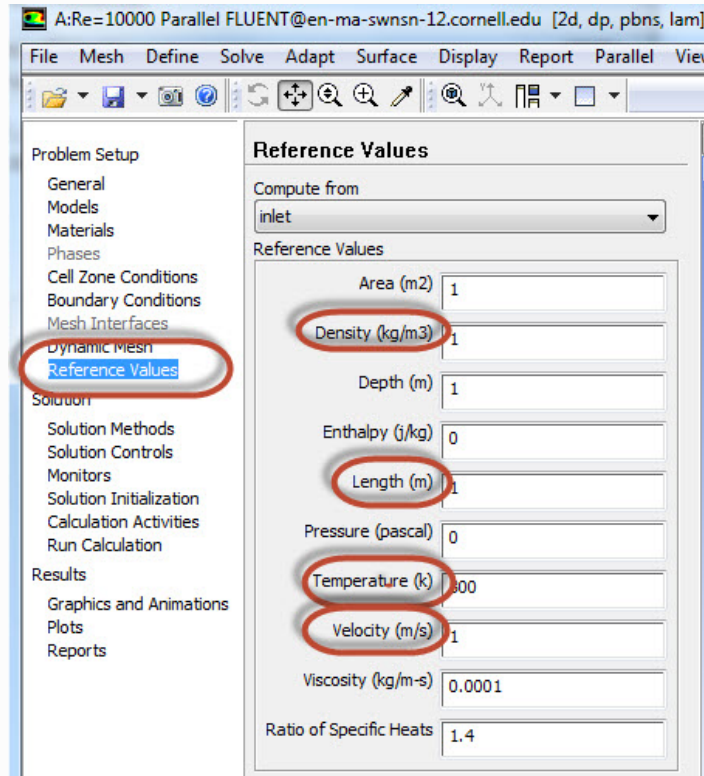 A:Re=10000 Parallel FLUENT@en-ma-swnsn-12.cornell.edu [2d, dp, pbns, lam]
File Mesh Define Solve Adapt Surface Display Report Parallel
Problem Setup
General
Models
Materials
Phases
Cell Zone Conditions
Boundary Conditions
Mesh Interfaces
Dynamic Mesh
Reference Values
Solution
Solution Methods
Solution Controls
Monitors
Solution Initialization
Calculation Activities
Run Calculation
Results
Graphics and Animations
Plots
Reports
Reference Values
Compute from
inlet
Reference Values
Area (m2) 1
Density (kg/m3) 1
Depth (m) 1
Enthalpy (j/kg) 0
Length (m) 1
Pressure (pascal) 0
Temperature (k) 300
Velocity (m/s) 1
Viscosity (kg/m-s) 0.0001
Ratio of Specific Heats 1.4